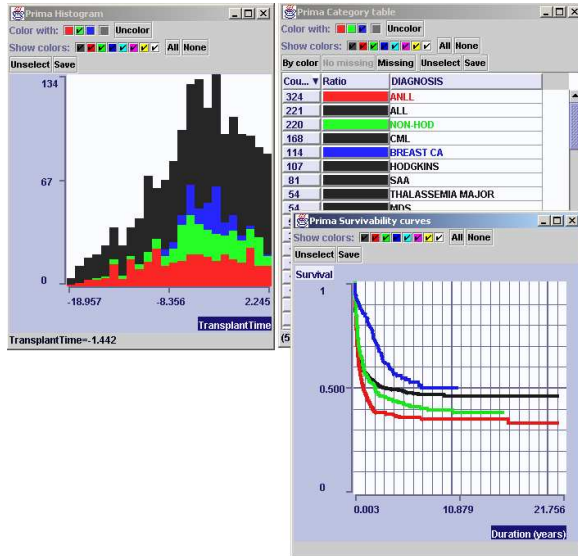 Prima Histogram
Color with: Uncolor
Show colors: All None
Unselect Save
134
67
0
-18.957 -8.356 2.245
TransplantTime
TransplantTime=-1.442
Prima Category table
Color with: Uncolor
Show colors: All None
By color No missing Missing Unselect Save
Cou... ▼ Ratio DIAGNOSIS
324 ANLL
221 ALL
220 NON-HOD
168 CML
114 BREAST CA
107 HODGKINS
81 SAA
54 THALASSEMIA MAJOR
54 MDS
(5
Prima Survivability curves
Show colors: All None
Unselect Save
Survival
1
0.500
0
0.003 10.879 21.756
Duration (years)